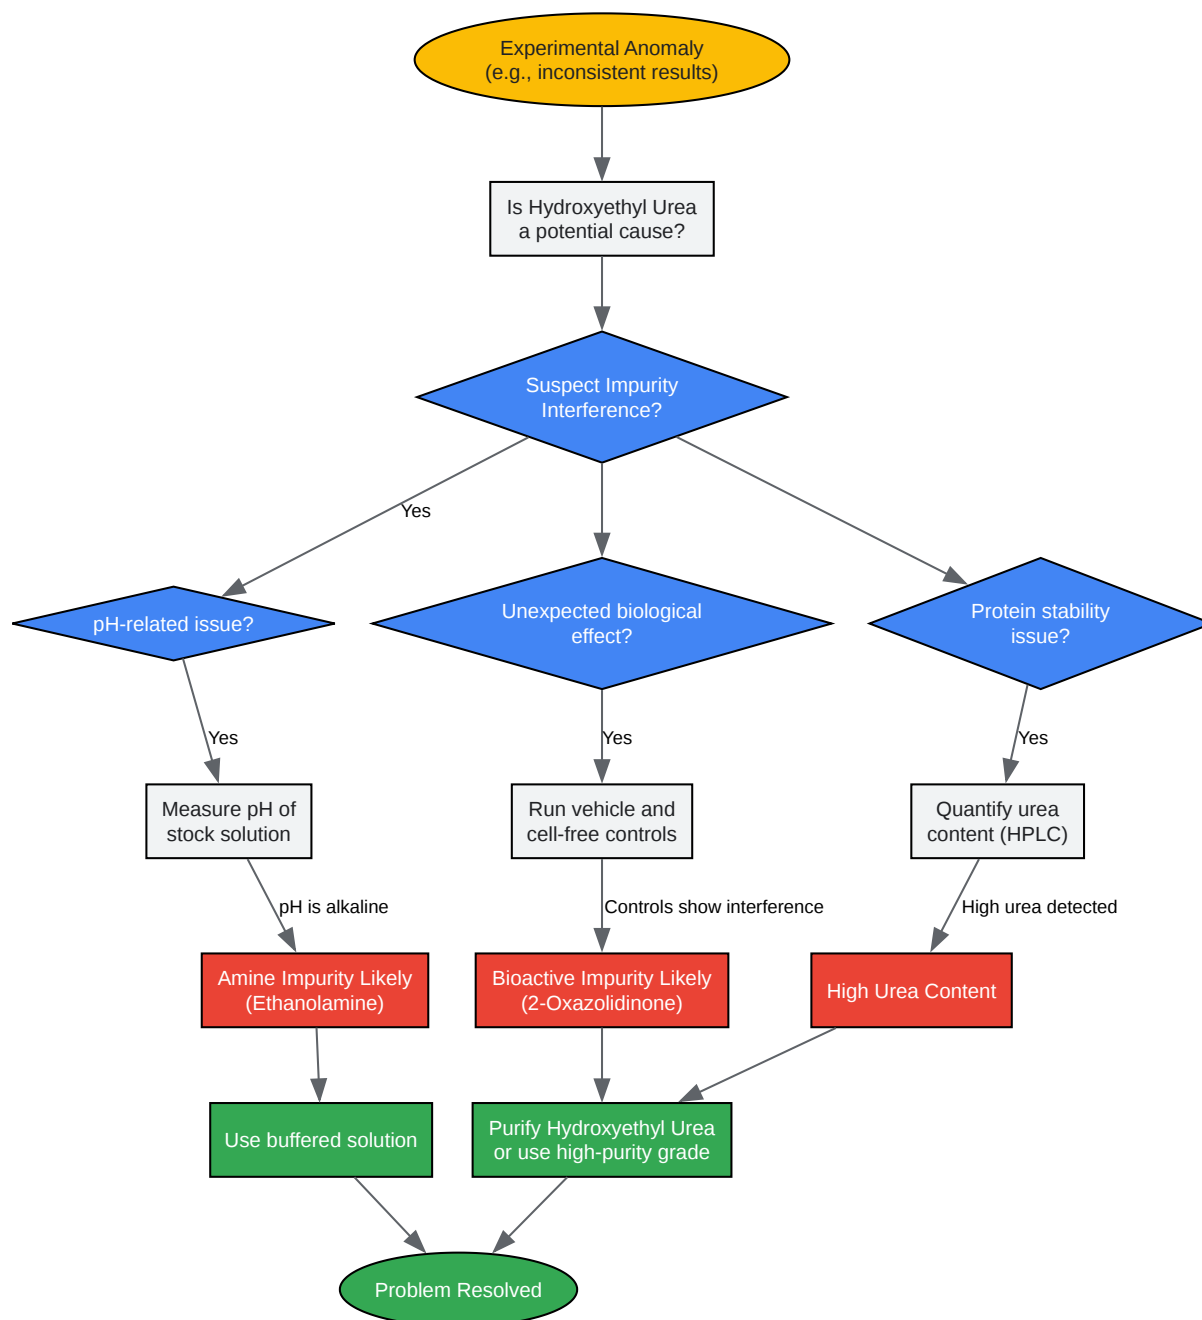 Experimental Anomaly
(e.g., inconsistent results)
Is Hydroxyethyl Urea
a potential cause?
Suspect Impurity
Interference?
Yes
pH-related issue?
Unexpected biological
effect?
Protein stability
issue?
Yes
Yes
Yes
Measure pH of
stock solution
Run vehicle and
cell-free controls
Quantify urea
content (HPLC)
pH is alkaline
Controls show interference
High urea detected
Amine Impurity Likely
(Ethanolamine)
Bioactive Impurity Likely
(2-Oxazolidinone)
High Urea Content
Use buffered solution
Purify Hydroxyethyl Urea
or use high-purity grade
Problem Resolved